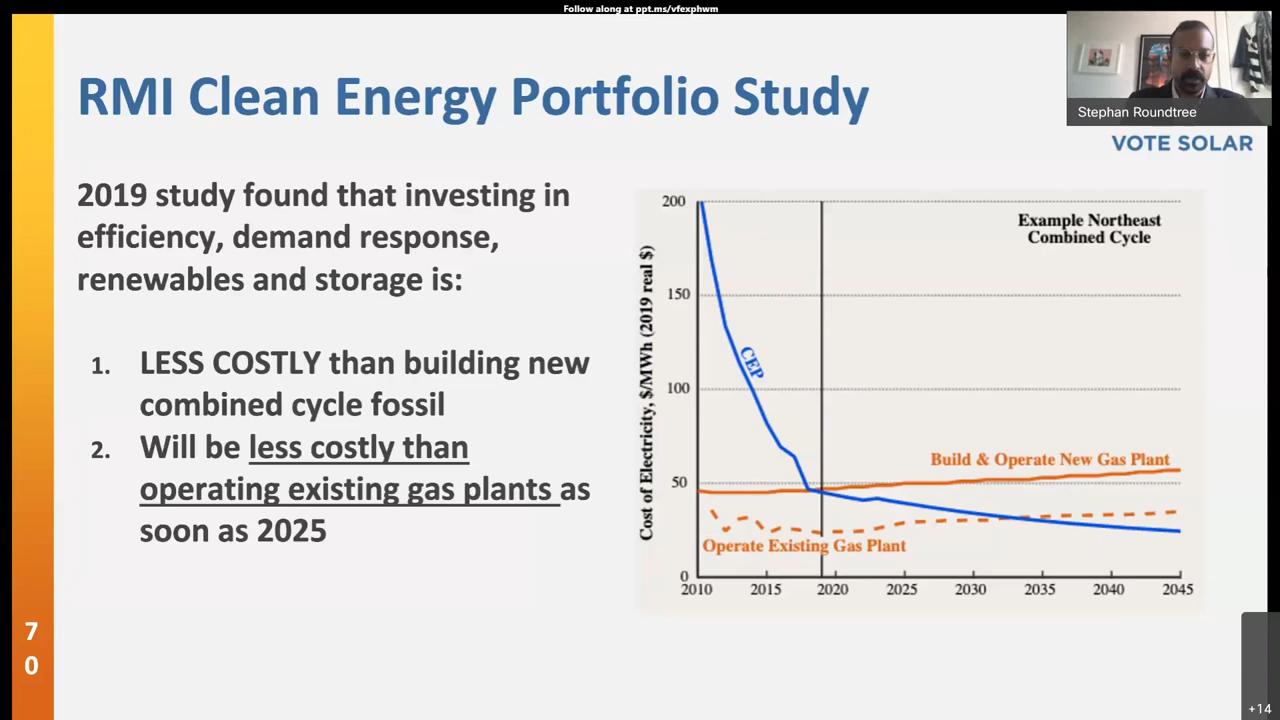 Follow along at ppt.ms/vfexphwm
RMI Clean Energy Portfolio Study
Stephan Roundtree
VOTE SOLAR
2019 study found that investing in
efficiency, demand response,
renewables and storage is:
1. LESS COSTLY than building new
combined cycle fossil
2. Will be less costly than
operating existing gas plants as
soon as 2025
Cost of Electricity, $/MWh (2019 real $)
200
150
100
50
0
Example Northeast
Combined Cycle
CEP
Build & Operate New Gas Plant
Operate Existing Gas Plant
2010 2015 2020 2025 2030 2035 2040 2045
7
0
+14